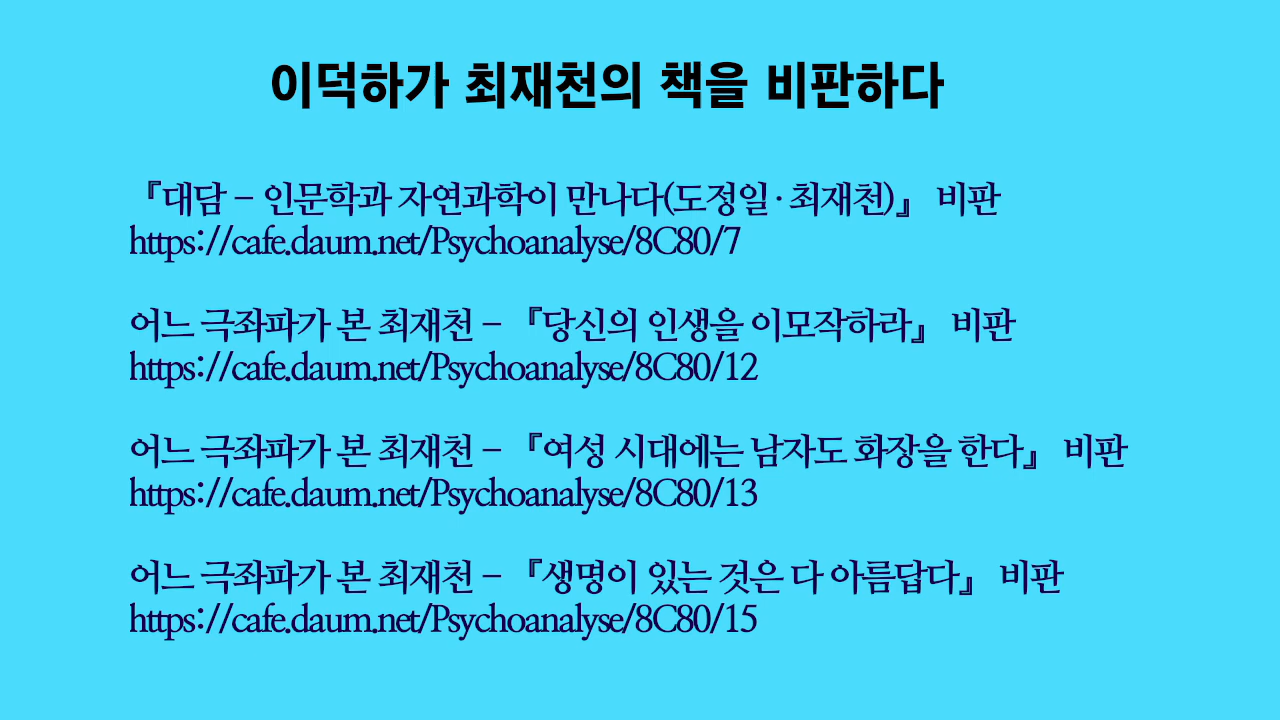 이덕하가 최재천의 책을 비판하다
『대담 – 인문학과 자연과학이 만나다(도정일·최재천)』 비판
https://cafe.daum.net/Psychoanalyse/8C80/7
어느 극좌파가 본 최재천 – 『당신의 인생을 이모작하라』 비판
https://cafe.daum.net/Psychoanalyse/8C80/12
어느 극좌파가 본 최재천 – 『여성 시대에는 남자도 화장을 한다』 비판
https://cafe.daum.net/Psychoanalyse/8C80/13
어느 극좌파가 본 최재천 – 『생명이 있는 것은 다 아름답다』 비판
https://cafe.daum.net/Psychoanalyse/8C80/15